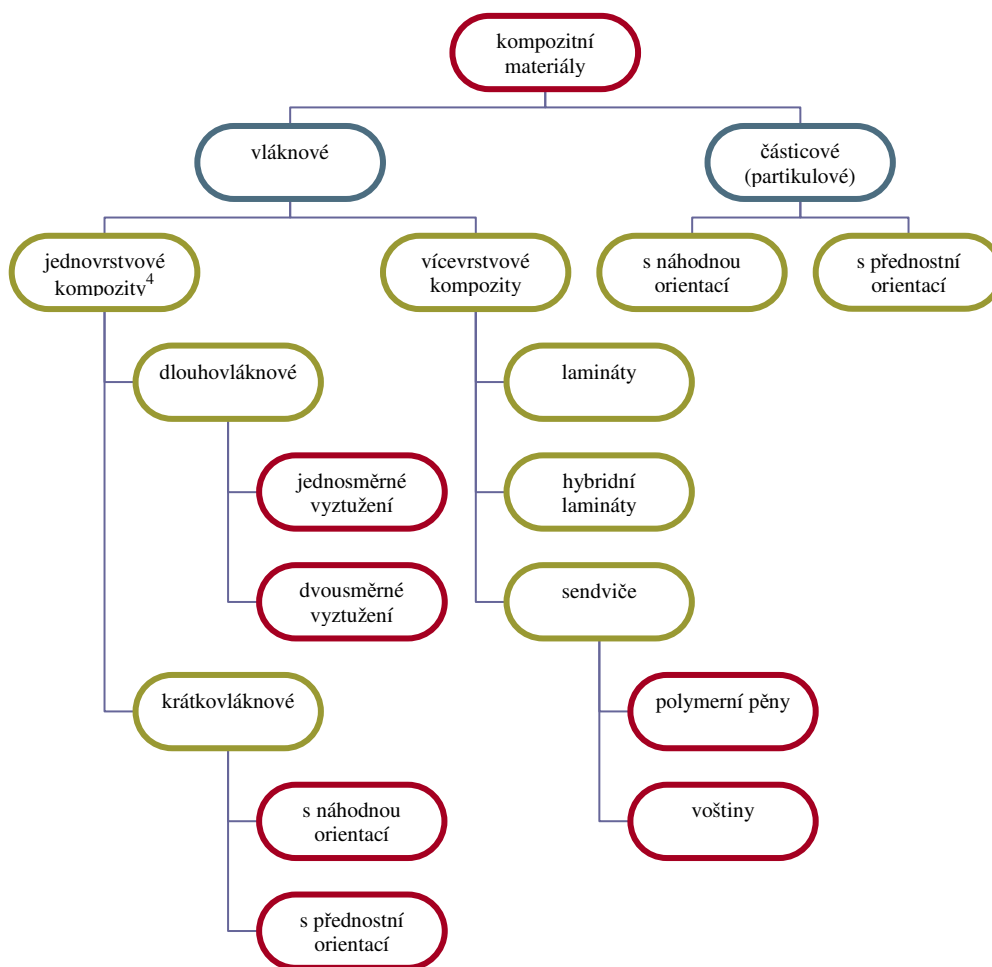 kompozitní
materiály
vláknové
částicové
(partikulové)
jednovrstvové
kompozity4
vícevrstvové
kompozity
s náhodnou
orientací
s přednostní
orientací
dlouhovláknové
lamináty
jednosměrné
vyztužení
hybridní
lamináty
dvousměrné
vyztužení
sendviče
krátkovláknové
polymerní pěny
s náhodnou
orientací
voštiny
s přednostní
orientací